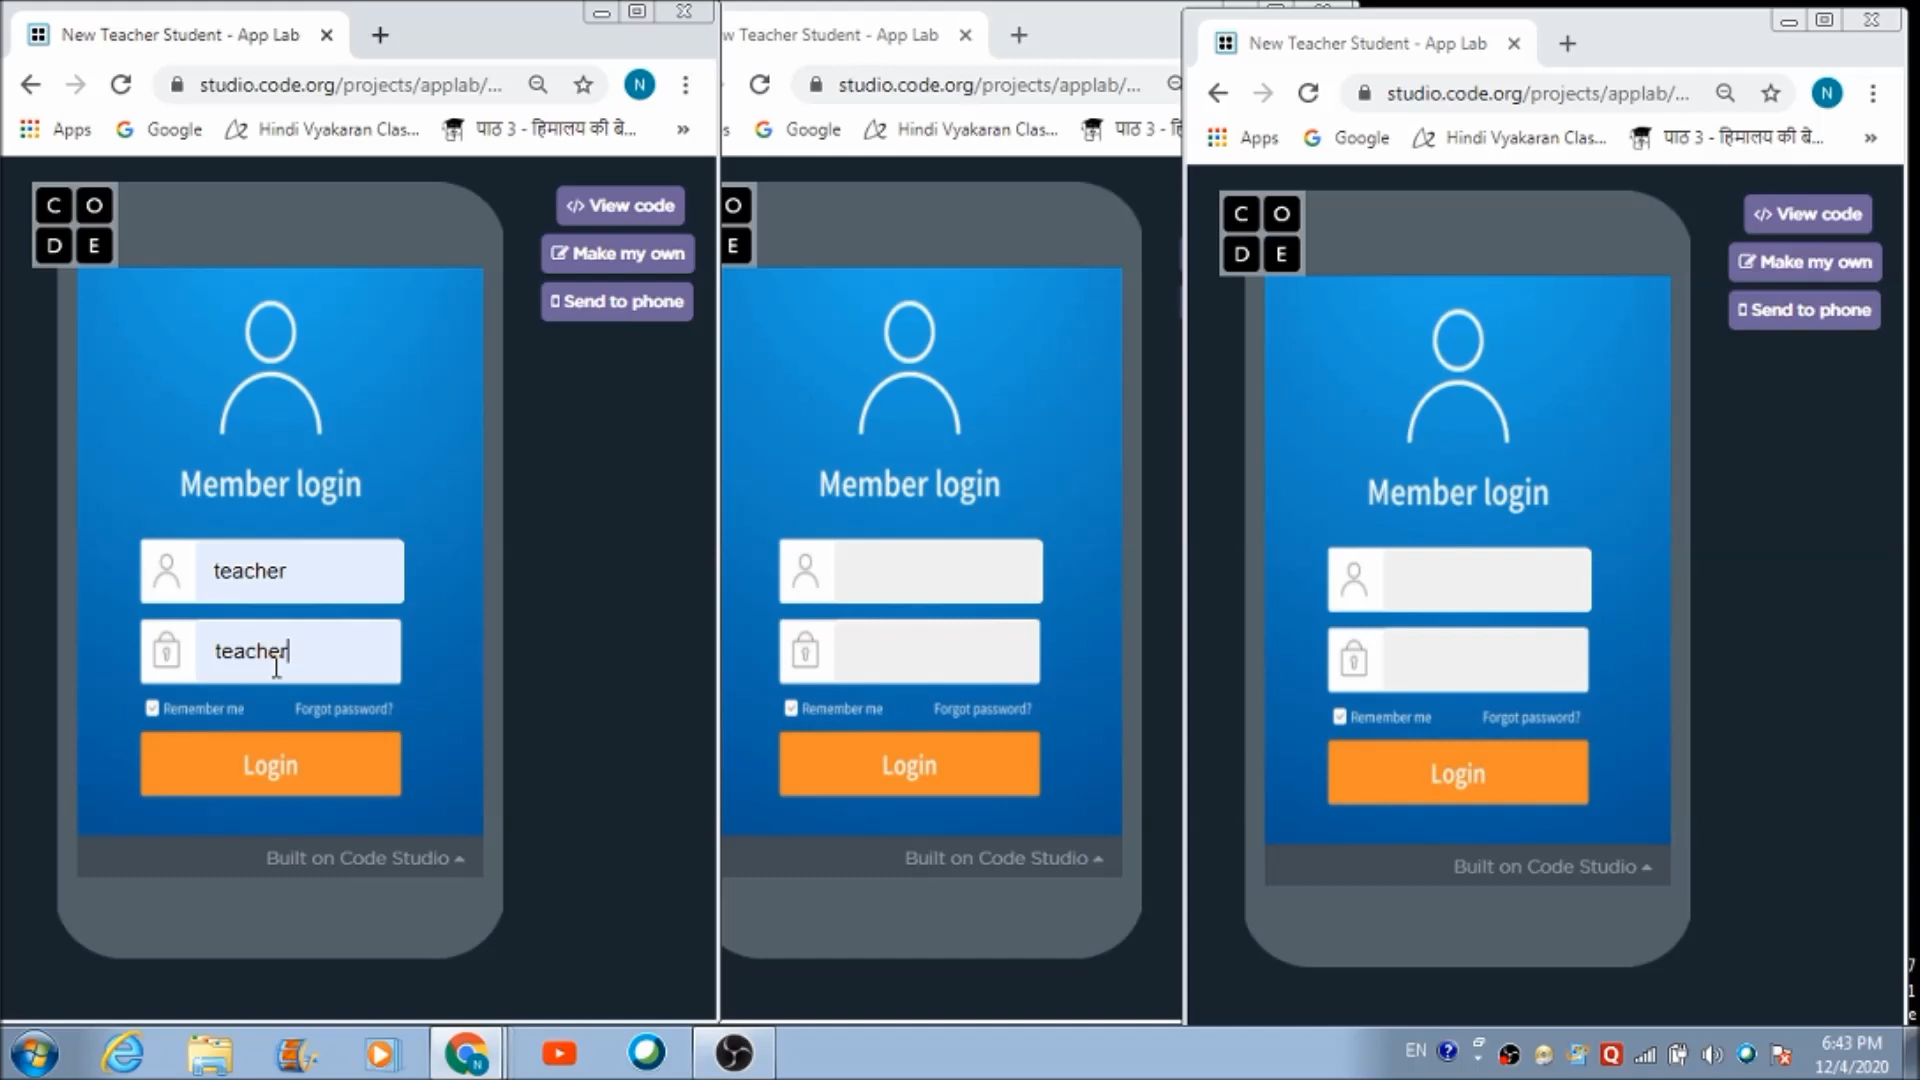 New Teacher Student - App Lab
studio.code.org/projects/applab/...
N
Apps
Google
Hindi Vyakaran Clas...
पाठ 3 - हिमालय की बे...
»
C O
D E
</> View code
Make my own
Send to phone
Member login
teacher
teacher
Remember me
Forgot password?
Login
Built on Code Studio
w Teacher Student - App Lab
studio.code.org/projects/applab/...
s
Google
Hindi Vyakaran Clas...
पाठ 3 - f
O
E
Member login
Remember me
Forgot password?
Login
Built on Code Studio
New Teacher Student - App Lab
studio.code.org/projects/applab/...
N
Apps
Google
Hindi Vyakaran Clas...
पाठ 3 - हिमालय की बे...
»
C O
D E
</> View code
Make my own
Send to phone
Member login
Remember me
Forgot password?
Login
Built on Code Studio
7
1
e
EN
6:43 PM
12/4/2020